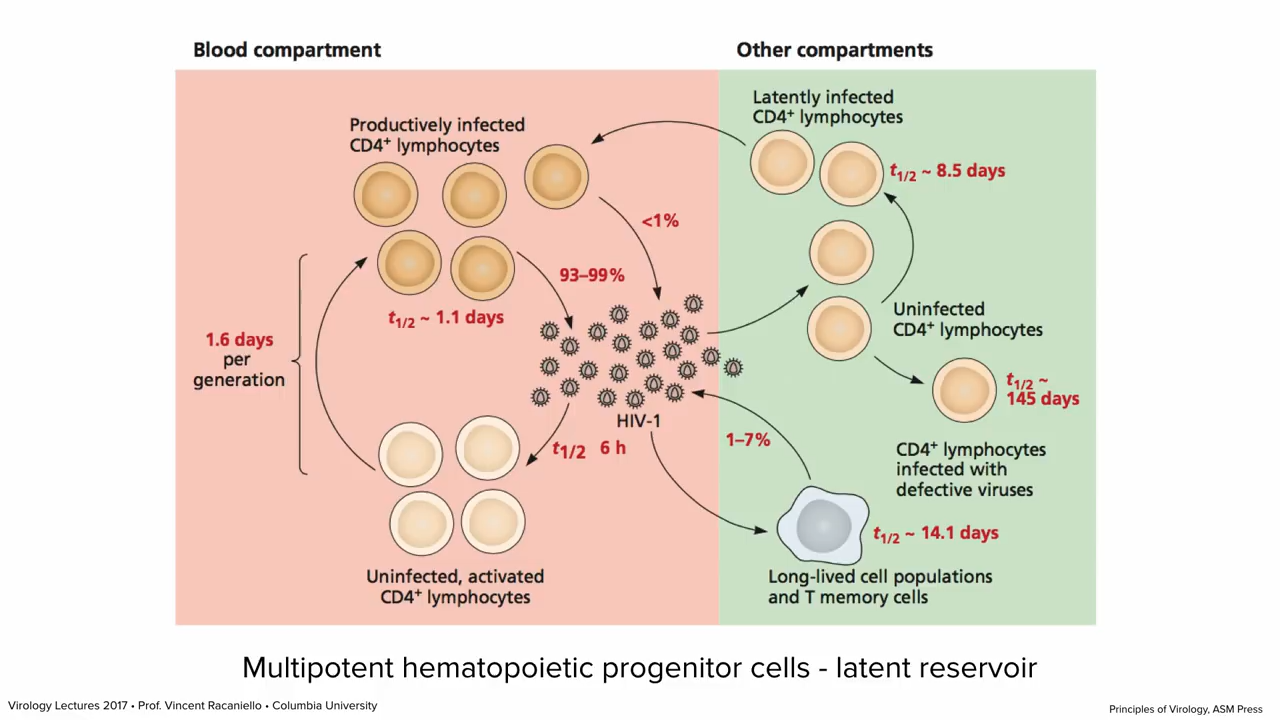 Blood compartment
Other compartments
Productively infected
CD4+ lymphocytes
Latently infected
CD4+ lymphocytes
t1/2 ~ 8.5 days
<1%
93–99%
t1/2 ~ 1.1 days
1.6 days
per
generation
Uninfected
CD4+ lymphocytes
t1/2 ~
145 days
HIV-1
t1/2 6 h
1–7%
CD4+ lymphocytes
infected with
defective viruses
t1/2 ~ 14.1 days
Uninfected, activated
CD4+ lymphocytes
Long-lived cell populations
and T memory cells
Multipotent hematopoietic progenitor cells - latent reservoir
Virology Lectures 2017 • Prof. Vincent Racaniello • Columbia University
Principles of Virology, ASM Press